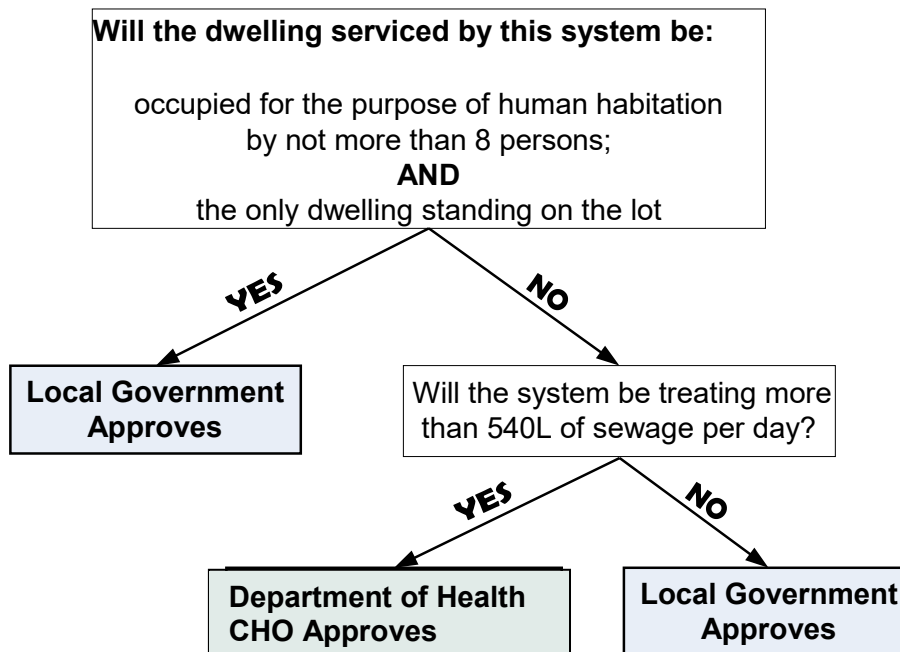 Will the dwelling serviced by this system be:
occupied for the purpose of human habitation
by not more than 8 persons;
AND
the only dwelling standing on the lot
YES
NO
Local Government
Approves
Will the system be treating more
than 540L of sewage per day?
YES
NO
Department of Health
CHO Approves
Local Government
Approves